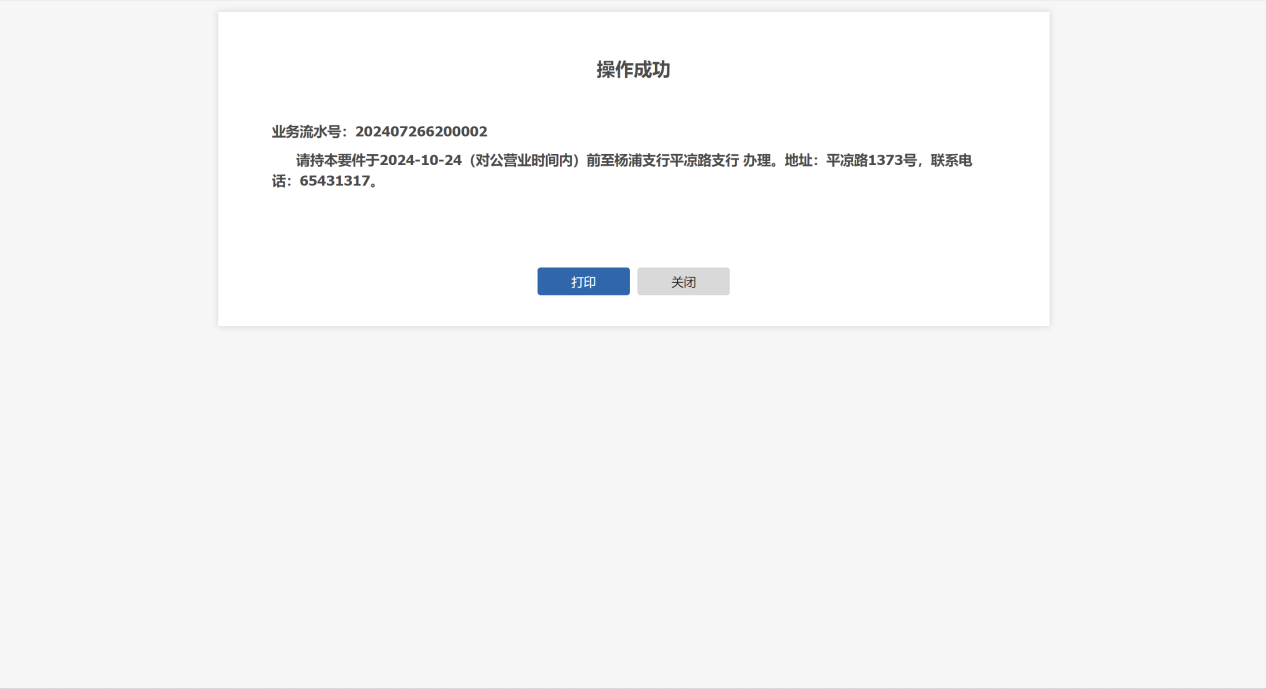 操作成功
业务流水号：202407266200002
请持本要件于2024-10-24（对公营业时间内）前至杨浦支行平凉路支行 办理。地址：平凉路1373号，联系电
话：65431317。
打印 关闭